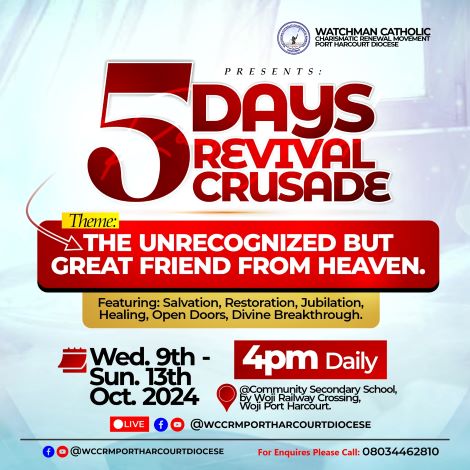 WATCHMAN CATHOLIC
CHARISMATIC RENEWAL MOVEMENT
PORT HARCOURT DIOCESE
PRESENTS:
5 DAYS
REVIVAL
CRUSADE
Theme:
THE UNRECOGNIZED BUT
GREAT FRIEND FROM HEAVEN.
Featuring: Salvation, Restoration, Jubilation,
Healing, Open Doors, Divine Breakthrough.
Wed. 9th -
Sun. 13th
Oct. 2024
4pm Daily
@Community Secondary School,
by Woji Railway Crossing,
Woji Port Harcourt.
LIVE @WCCRMPORTHARCOURTDIOCESE
@WCCRMPORTHARCOURTDIOCESE
For Enquires Please Call: 08034462810